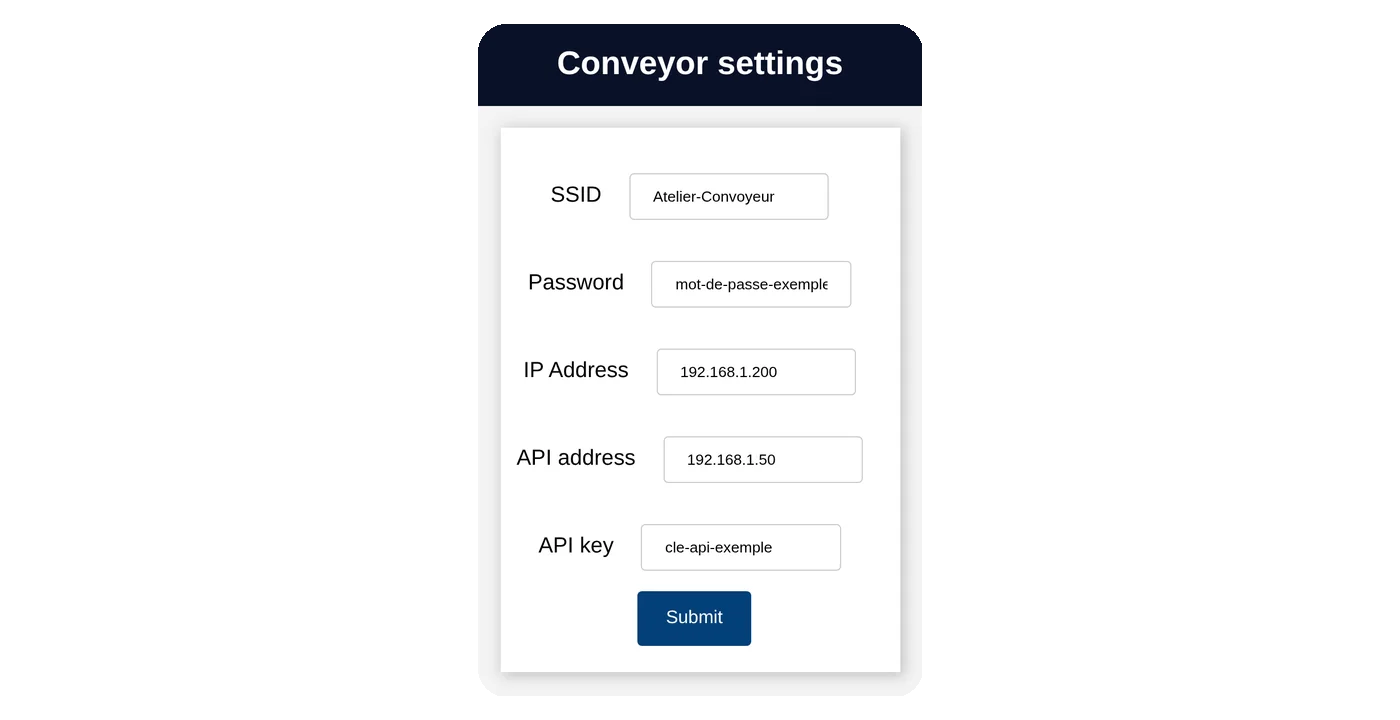 Conveyor settings
SSID Atelier-Convoyeur
Password mot-de-passe-exemple
IP Address 192.168.1.200
API address 192.168.1.50
API key cle-api-exemple
Submit